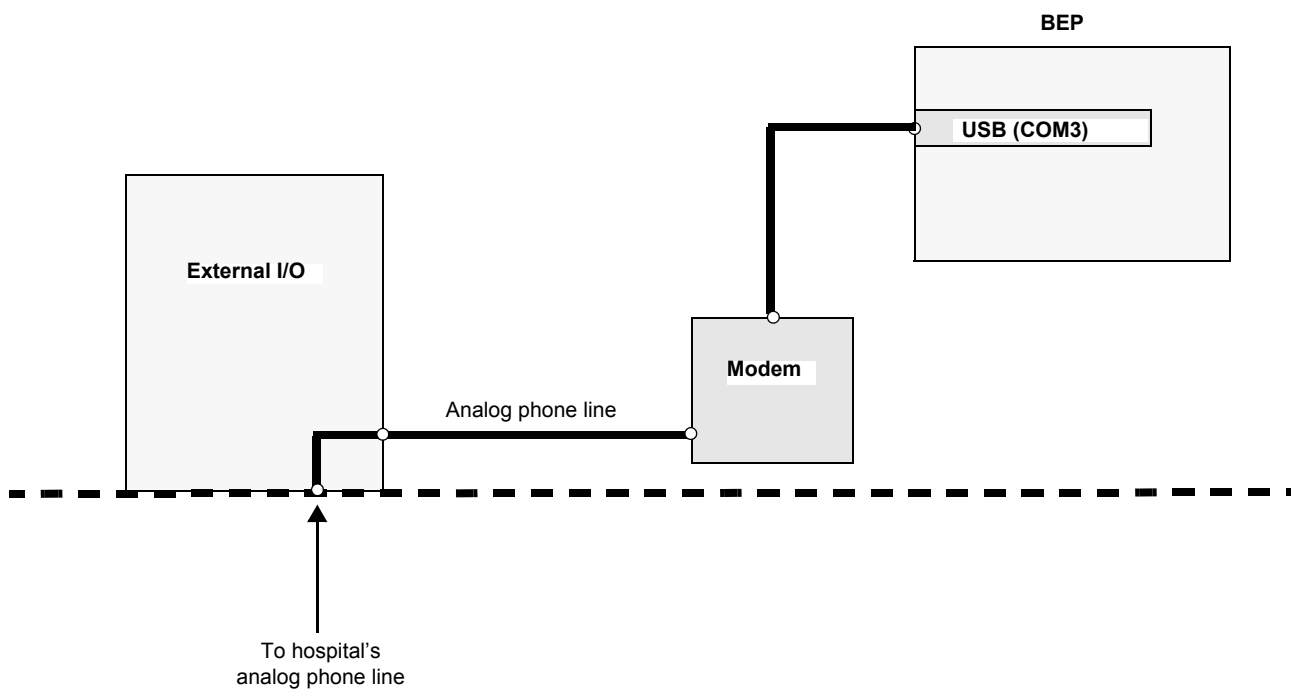 BEP
USB (COM3)
External I/O
Modem
Analog phone line
To hospital's
analog phone line